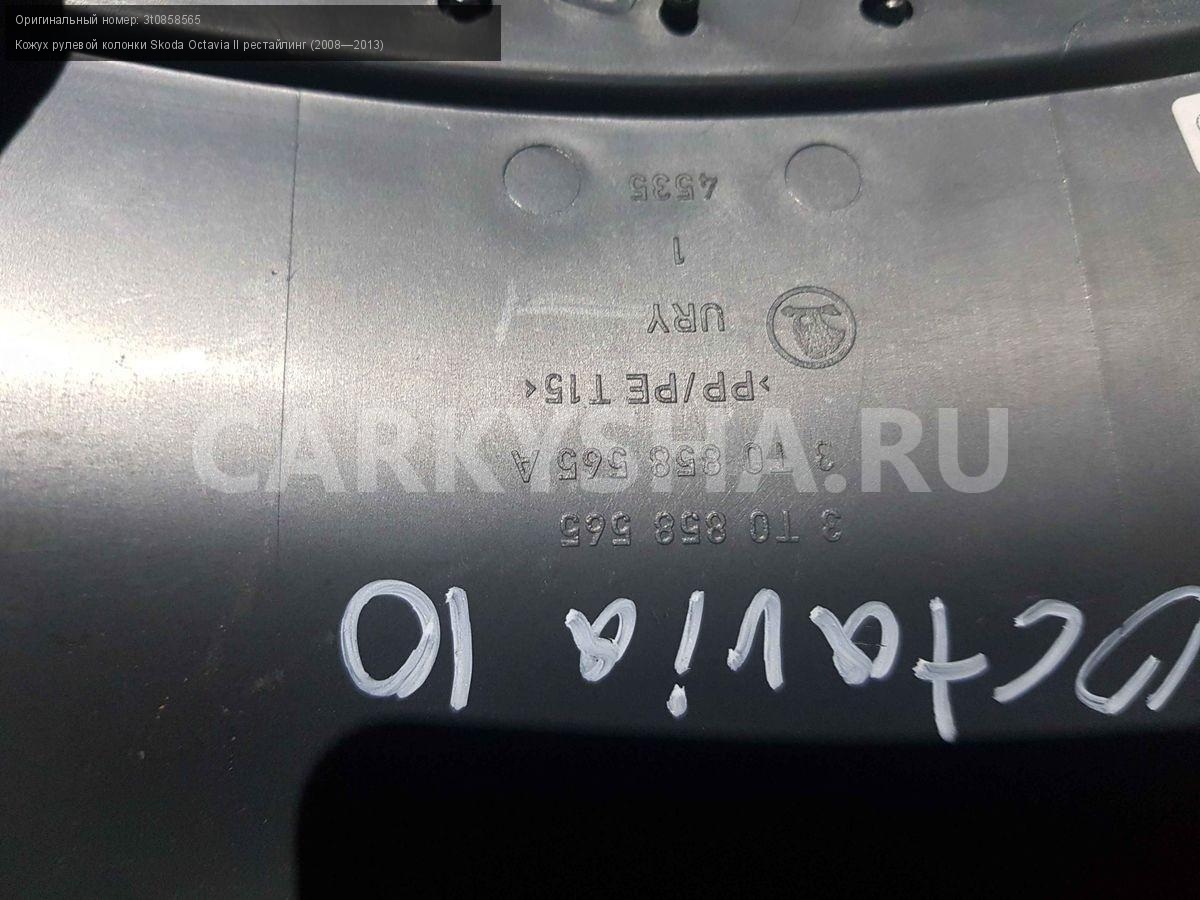 Оригинальный номер: 3t0858565
Кожух рулевой колонки Skoda Octavia II рестайлинг (2008—2013)
4535
1
URY
>PP/PE T15<
3 T0 858 565 A
3 T0 858 565
CARKYSHA.RU
Octavia 10